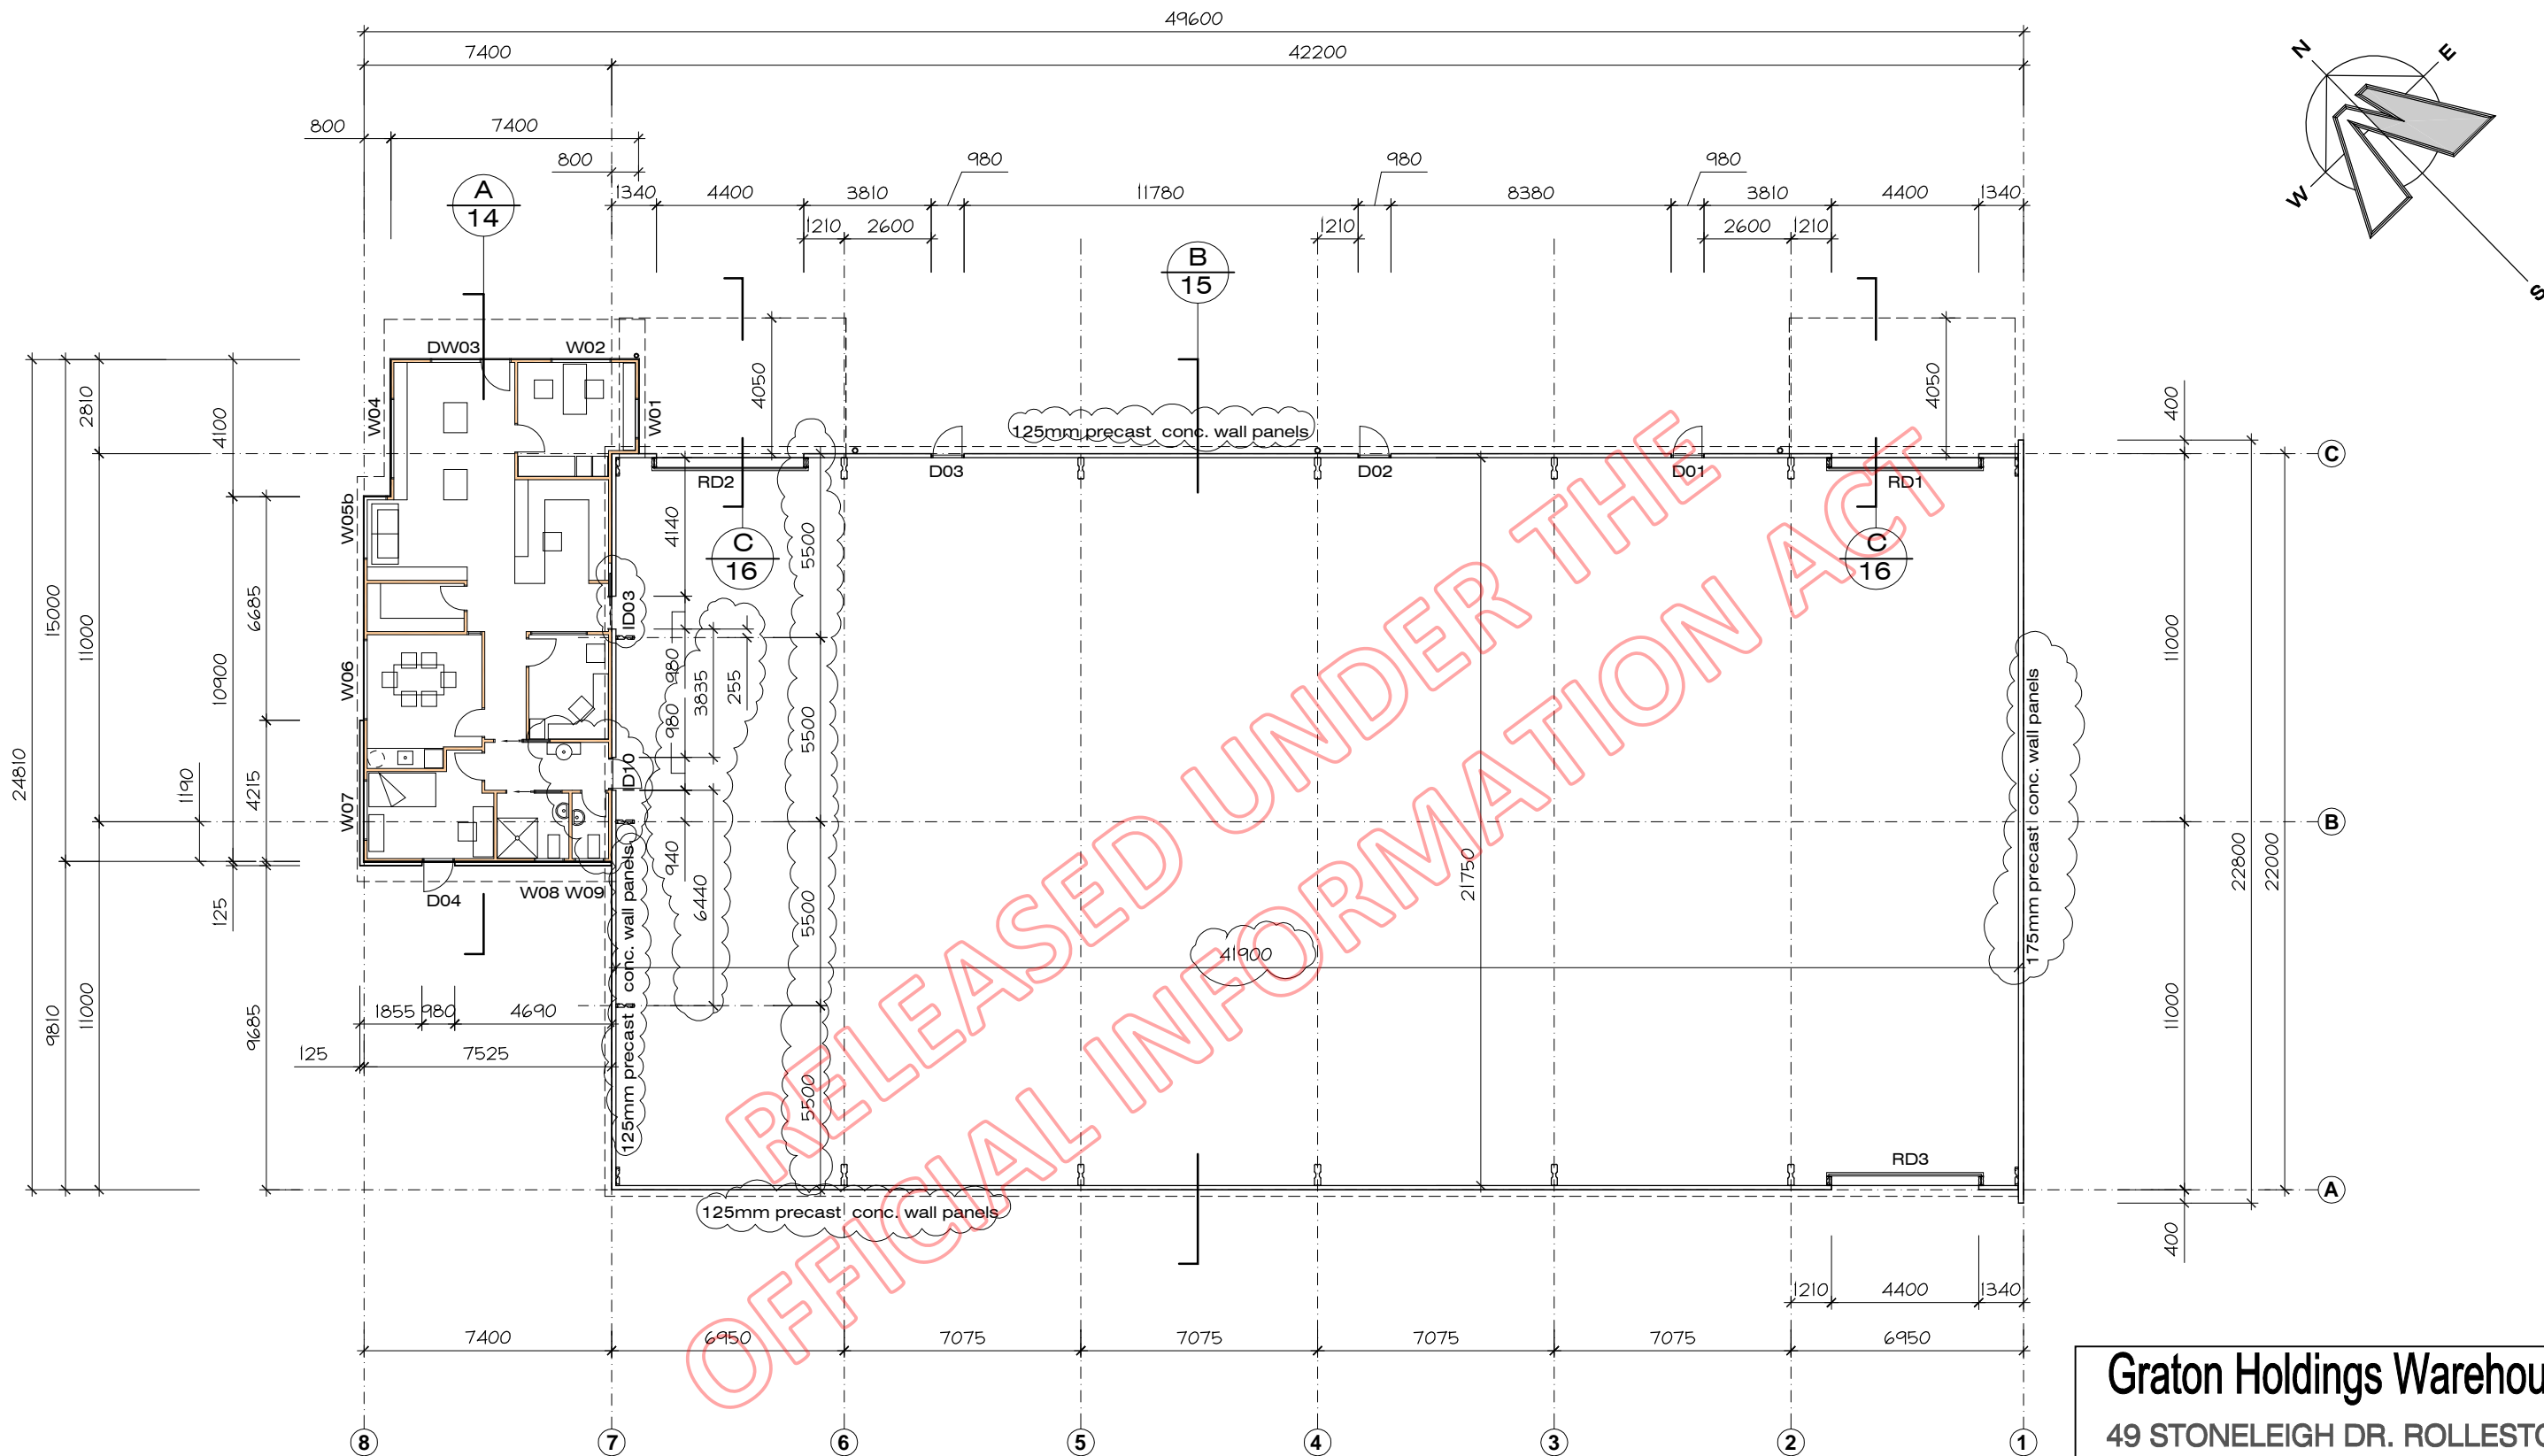 49600
7400 42200
800 7400
800 980 980 980
1340 4400 3810 11780 8380 3810 4400 1340
1210 2600 1210 2600 1210
N
E
W
S
A
14
B
15
DW03 W02
W04
W01
4050
4050
125mm precast conc. wall panels
RD2
D03
D02
D01
RD1
C
16
C
16
W05b
W06
W07
ID03
ID10
D04
W08 W09
24810
15000
9810
2810
11000
11000
1190
4100
10900
125
6685
4215
9685
4140
980
980
940
3835
6440
255
5500
5500
5500
5500
21750
41900
125mm precast conc. wall panels
175mm precast conc. wall panels
125mm precast conc. wall panels
RD3
400
11000
11000
400
22800
22000
C
B
A
1855 980 4690
125 7525
1210 4400 1340
7400 6950 7075 7075 7075 7075 6950
8 7 6 5 4 3 2 1
RELEASED UNDER THE
OFFICIAL INFORMATION ACT
Graton Holdings Warehou
49 STONELEIGH DR. ROLLESTO